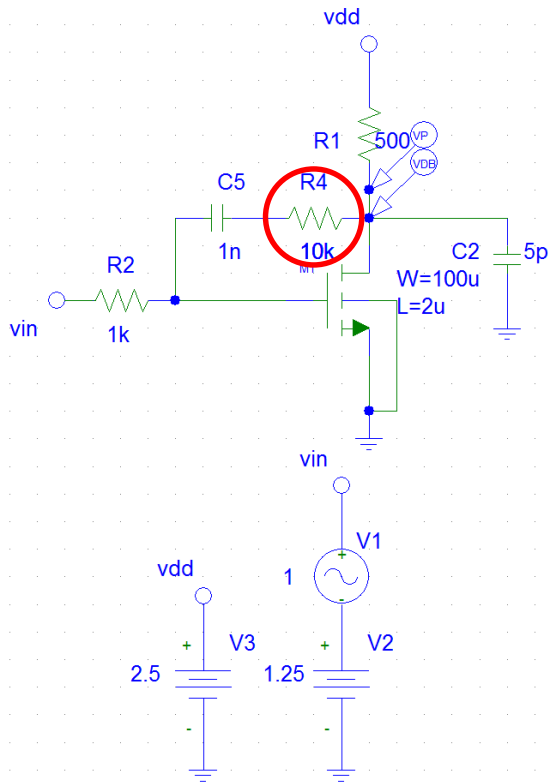 vdd
R1
500
VP
VDB
C5
R4
1n
10k
M1
R2
1k
vin
W=100u
L=2u
C2
5p
vin
V1
+
1
-
vdd
+
V3
2.5
-
+
V2
1.25
-